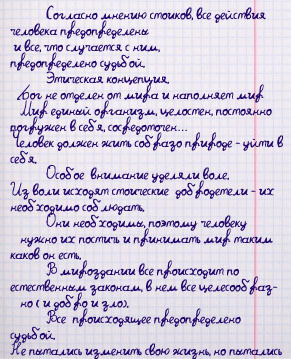 Согласно мнению стоиков, все действия
человека предопределены
и все, что случается с ним,
предопределено судьбой.
Этическая концепция.
Бог не отделен от мира и наполняет мир
Мир единый организм, целостен, постоянно
погружен в себя, сосредоточен...
Человек должен жить собразо природе - уйти в
себя.
Особое внимание уделяли воле.
Из воли исходят стоические добродетели - их
необходимо соблюдать.
Они необходимы, поэтому человеку
нужно их постичь и принимать мир таким
каков он есть.
В мироздании все происходит по
естественным законам, в нем все целесообраз-
но (и добро и зло).
Все происходящее предопределено
судьбой.
Не пытались изменить свою жизнь, но пытались